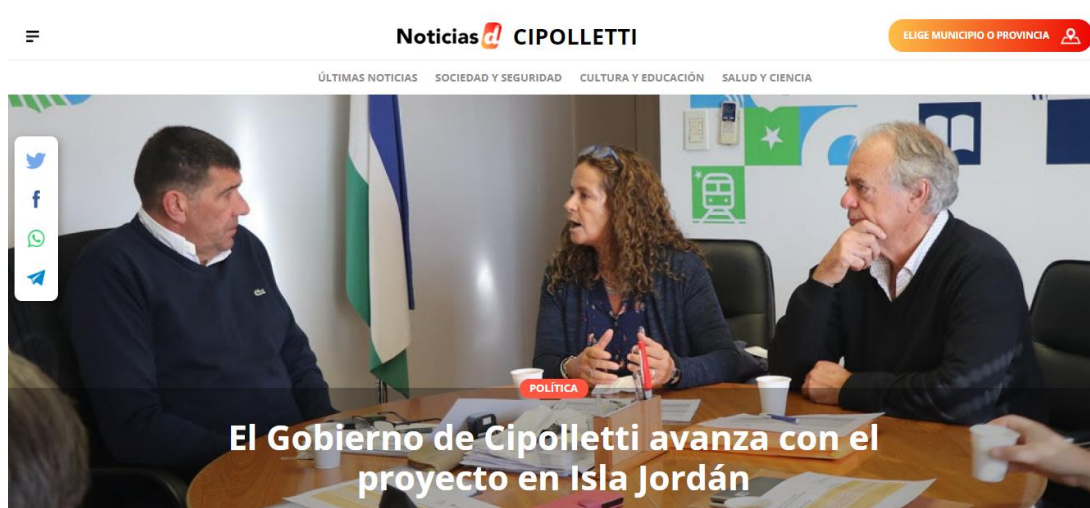 Noticiasd CIPOLLETTI
ELIGE MUNICIPIO O PROVINCIA
ÚLTIMAS NOTICIAS SOCIEDAD Y SEGURIDAD CULTURA Y EDUCACIÓN SALUD Y CIENCIA
POLÍTICA
El Gobierno de Cipolletti avanza con el
proyecto en Isla Jordán